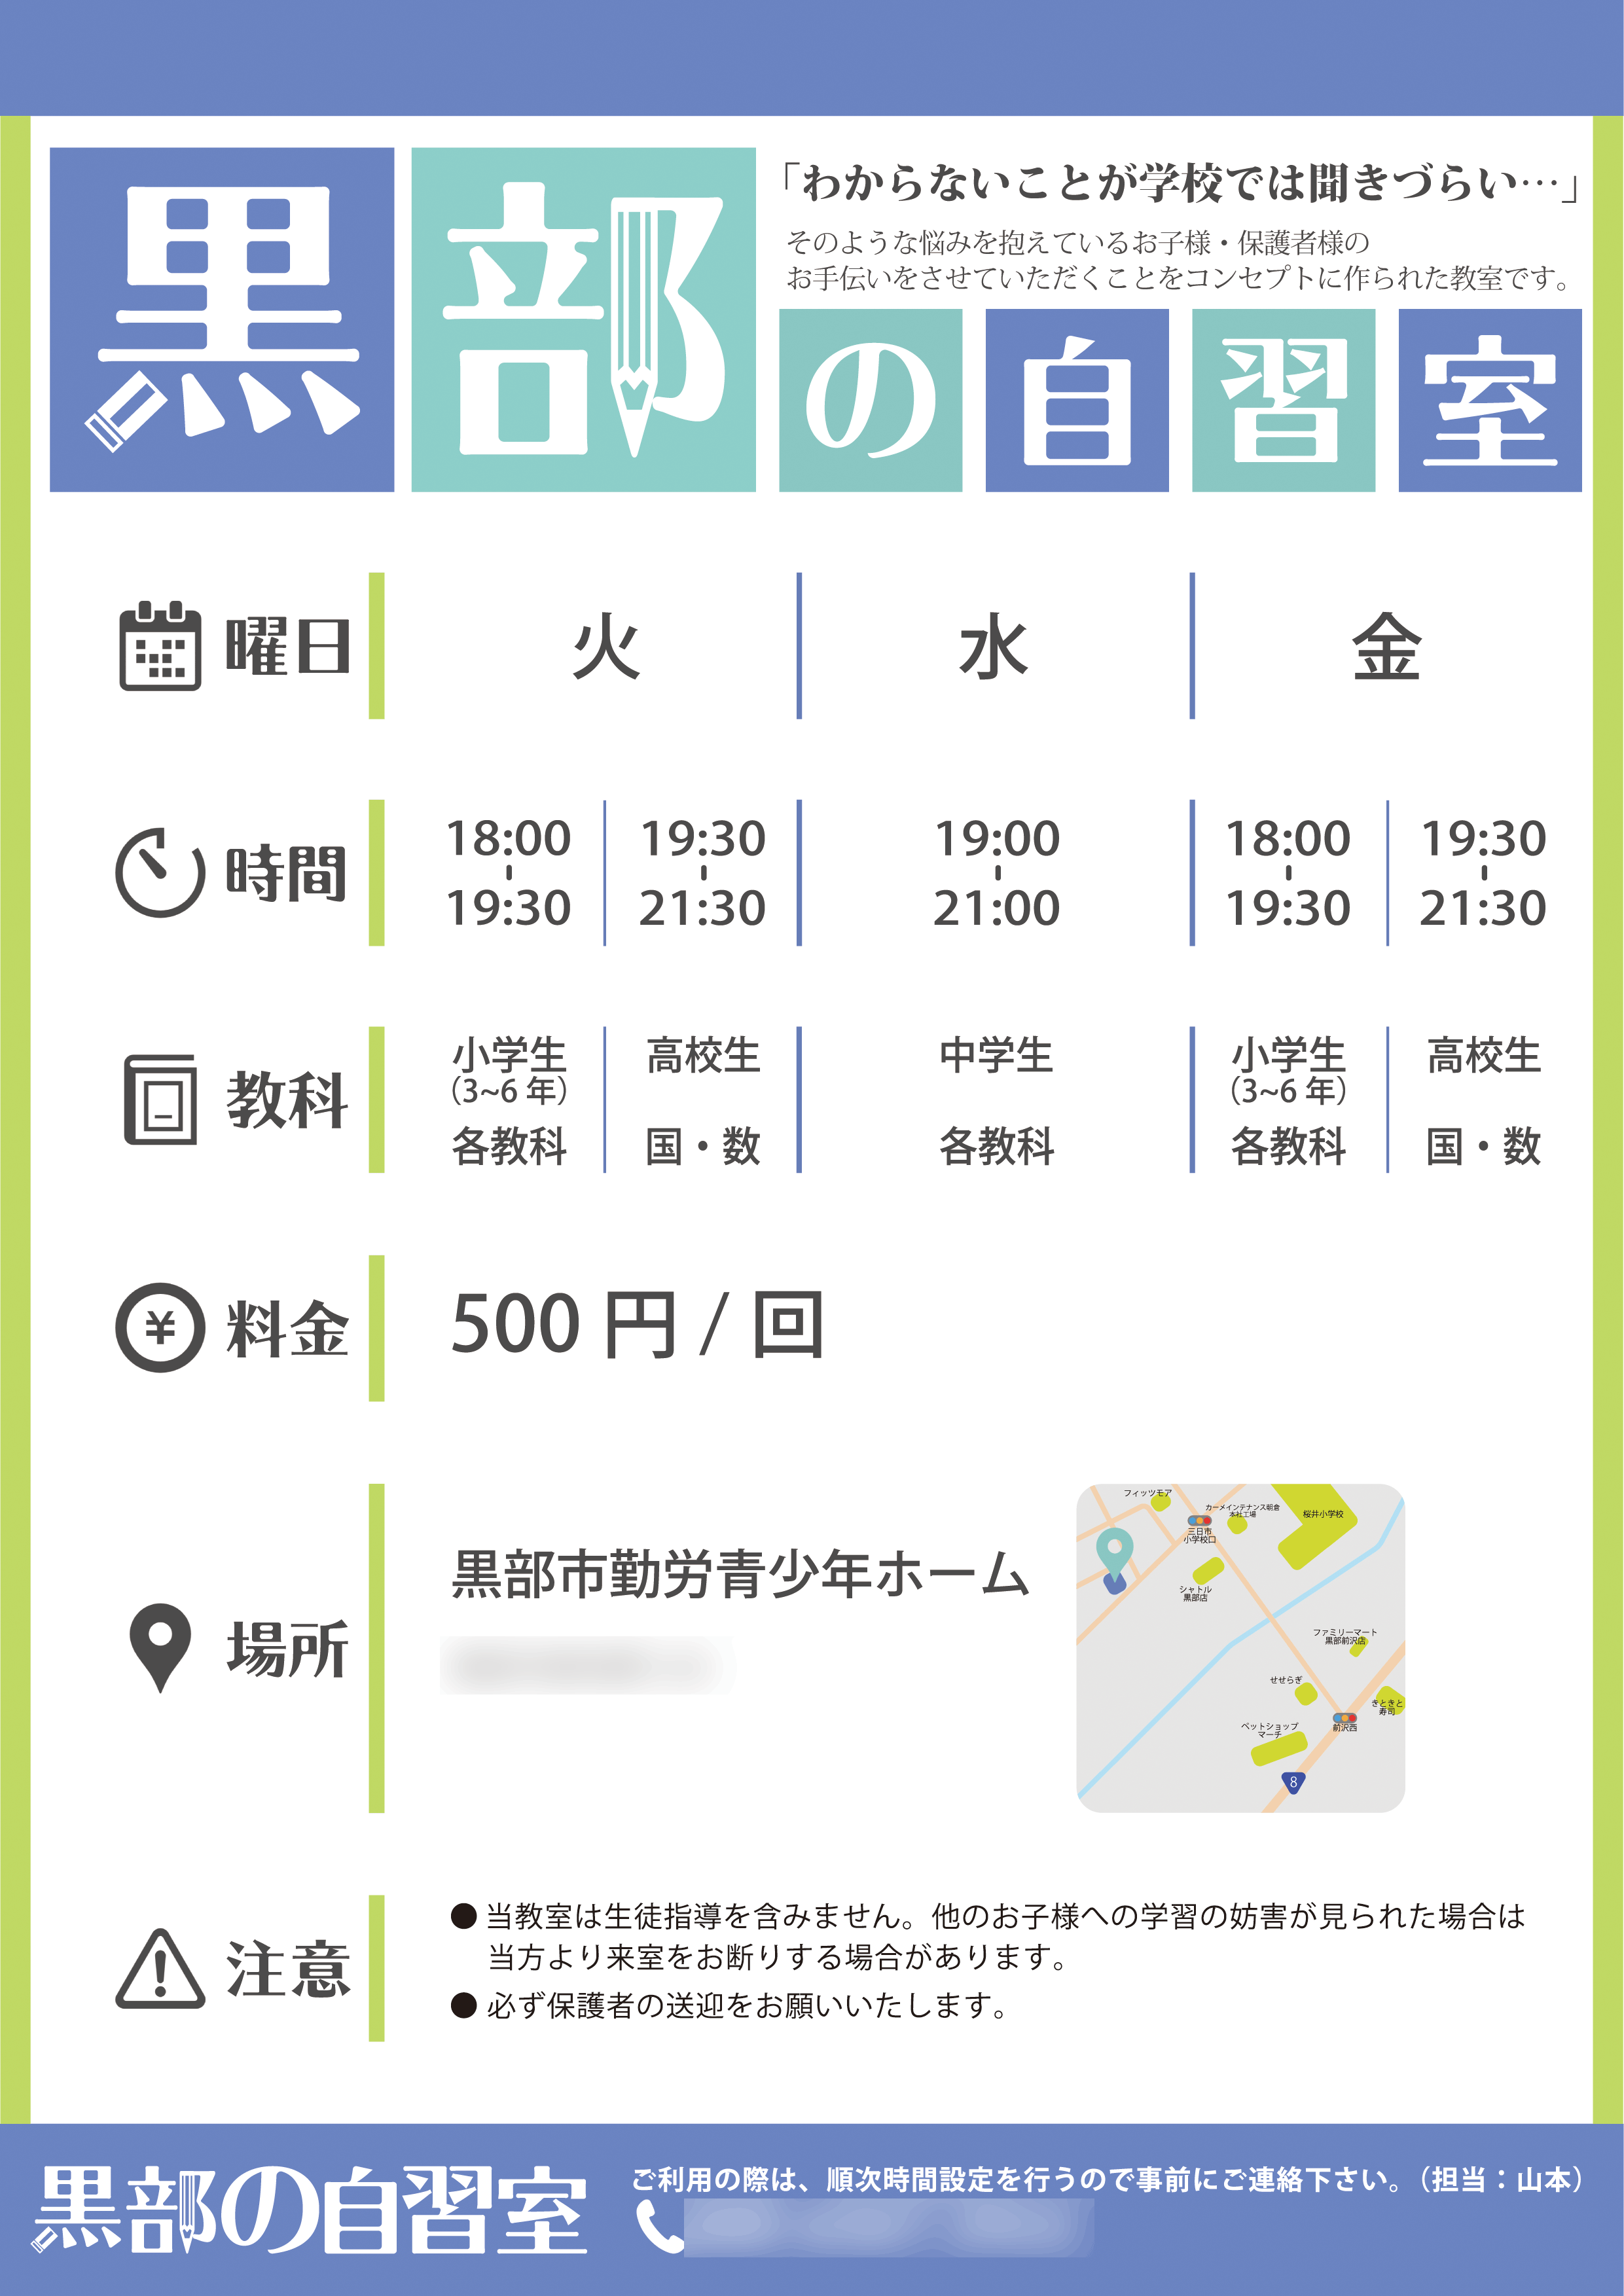 黒部の自習室
「わからないことが学校では聞きづらい…」
そのような悩みを抱えているお子様・保護者様の
お手伝いをさせていただくことをコンセプトに作られた教室です。
曜日
火
水
金
時間
18:00
-
19:30
19:30
-
21:30
19:00
-
21:00
18:00
-
19:30
19:30
-
21:30
教科
小学生
（3~6 年）
各教科
高校生
国・数
中学生
各教科
小学生
（3~6 年）
各教科
高校生
国・数
¥
料金
500 円 / 回
場所
黒部市勤労青少年ホーム
フィッツモア
カーメインテナンス朝倉
本社工場
桜井小学校
三日市
小学校口
シャトル
黒部店
ファミリーマート
黒部前沢店
せせらぎ
きときと
寿司
前沢西
ペットショップ
マーチ
8
注意
● 当教室は生徒指導を含みません。他のお子様への学習の妨害が見られた場合は
当方より来室をお断りする場合があります。
● 必ず保護者の送迎をお願いいたします。
黒部の自習室
ご利用の際は、順次時間設定を行うので事前にご連絡下さい。（担当：山本）